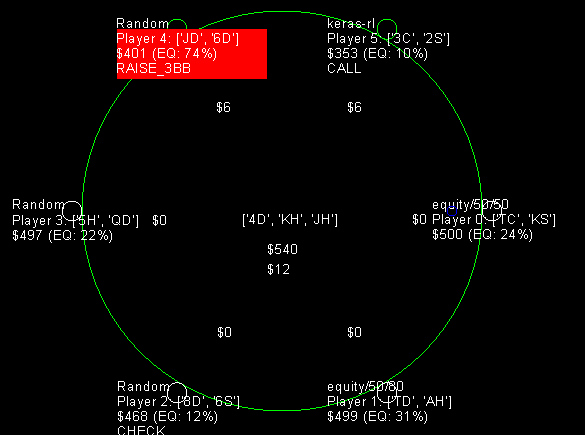 Random
Player 4: ['JD', '6D']
$401 (EQ: 74%)
RAISE_3BB
keras-rl
Player 5: ['3C', '2S']
$353 (EQ: 10%)
CALL
$6
$6
Random
Player 3: ['5H', 'QD']
$497 (EQ: 22%)
$0
['4D', 'KH', 'JH']
$540
$12
equity/50/50
$0
Player 0: ['TC', 'KS']
$500 (EQ: 24%)
$0
$0
Random
Player 2: ['8D', '6S']
$468 (EQ: 12%)
CHECK
equity/50/80
Player 1: ['TD', 'AH']
$499 (EQ: 31%)